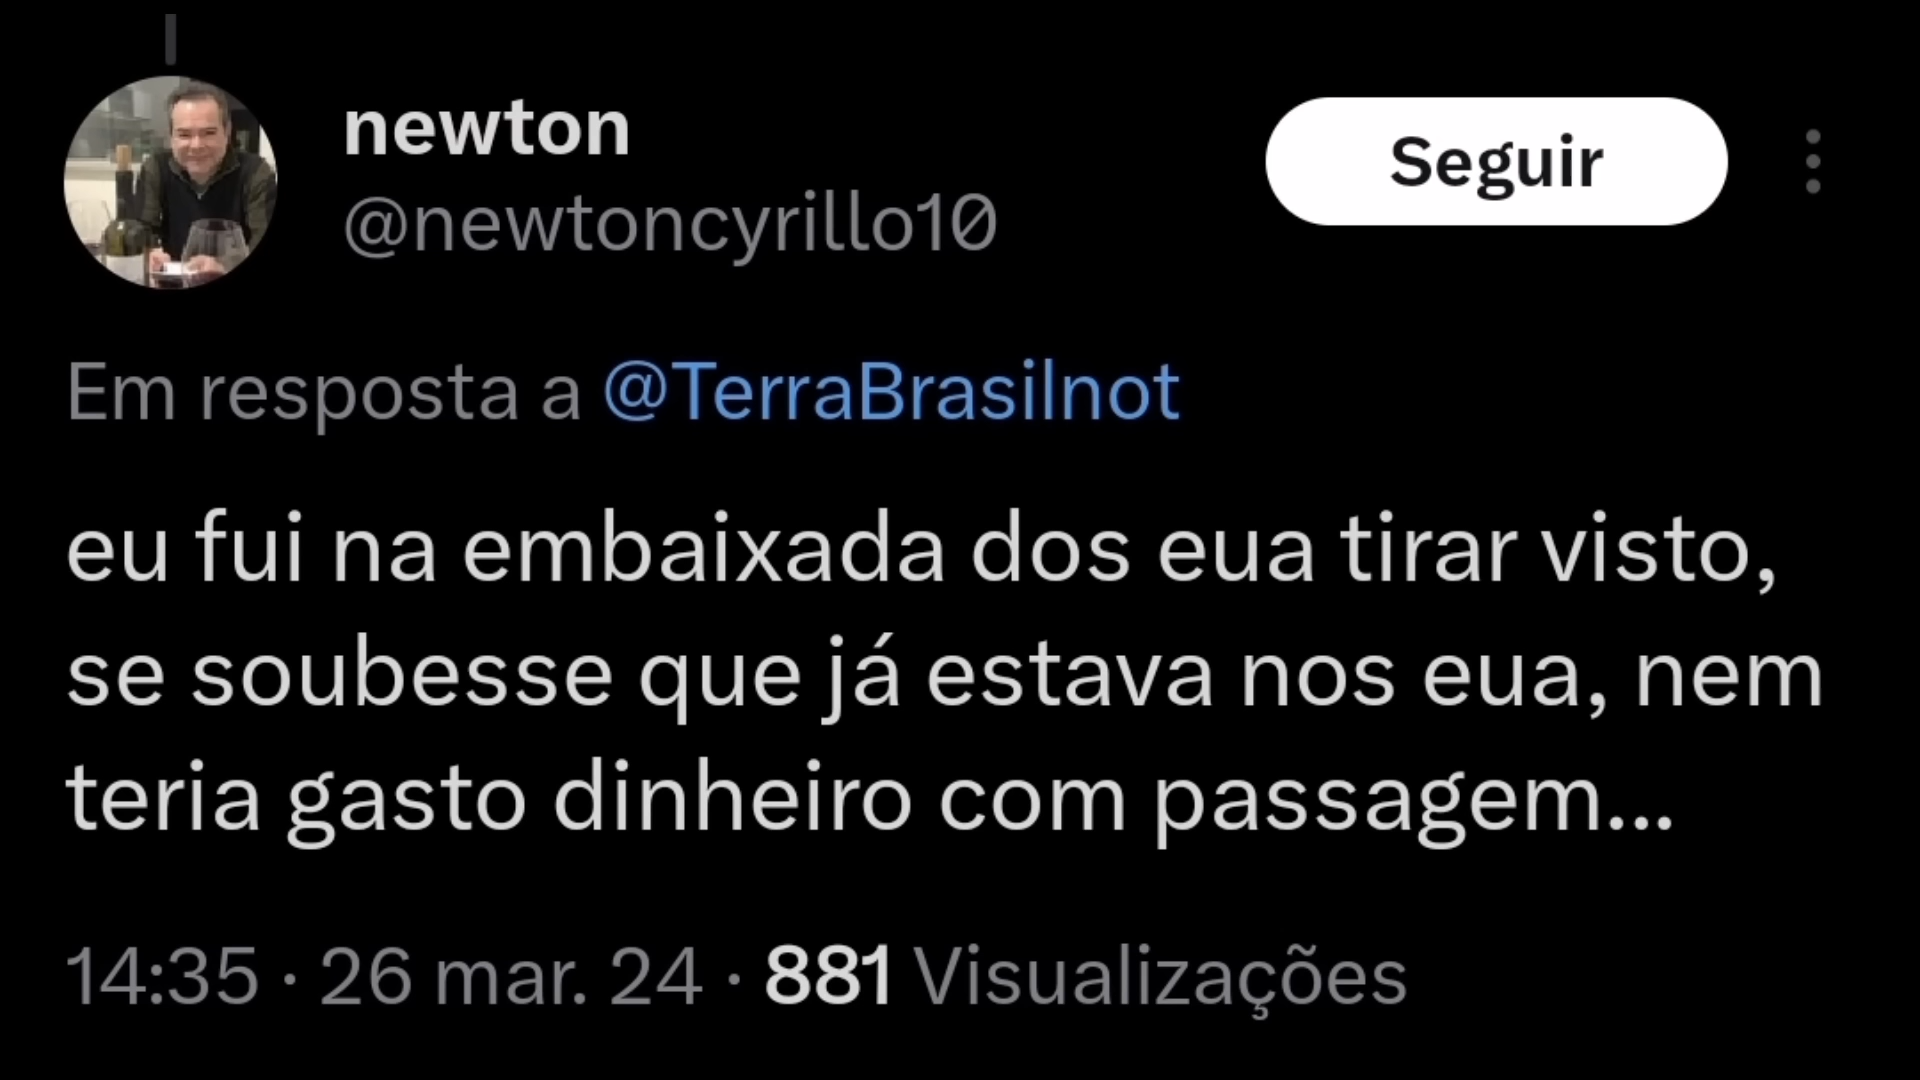 newton
@newtoncyrillo10
Seguir
Em resposta a @TerraBrasilnot
eu fui na embaixada dos eua tirar visto,
se soubesse que já estava nos eua, nem
teria gasto dinheiro com passagem...
14:35 · 26 mar. 24 · 881 Visualizações